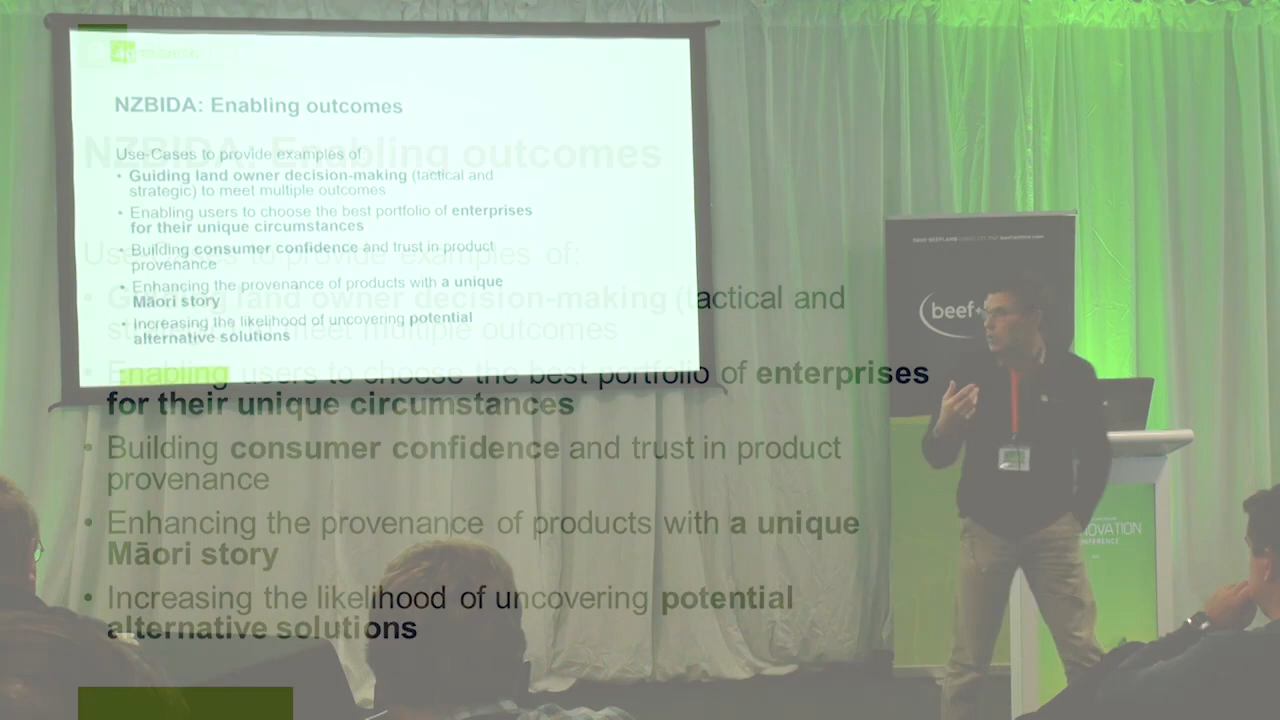 NZBIDA: Enabling outcomes
Use-Cases to provide examples of
• Guiding land owner decision-making (tactical and
strategic) to meet multiple outcomes
• Enabling users to choose the best portfolio of enterprises
for their unique circumstances
• Building consumer confidence and trust in product
provenance
• Enhancing the provenance of products with a unique
Māori story
• Increasing the likelihood of uncovering potential
alternative solutions
NZBIDA: Enabling outcomes
Use-Cases to provide examples of:
• Guiding land owner decision-making (tactical and
strategic) to meet multiple outcomes
• Enabling users to choose the best portfolio of enterprises
for their unique circumstances
• Building consumer confidence and trust in product
provenance
• Enhancing the provenance of products with a unique
Māori story
• Increasing the likelihood of uncovering potential
alternative solutions
beef+
NOVATION
NFERENCE